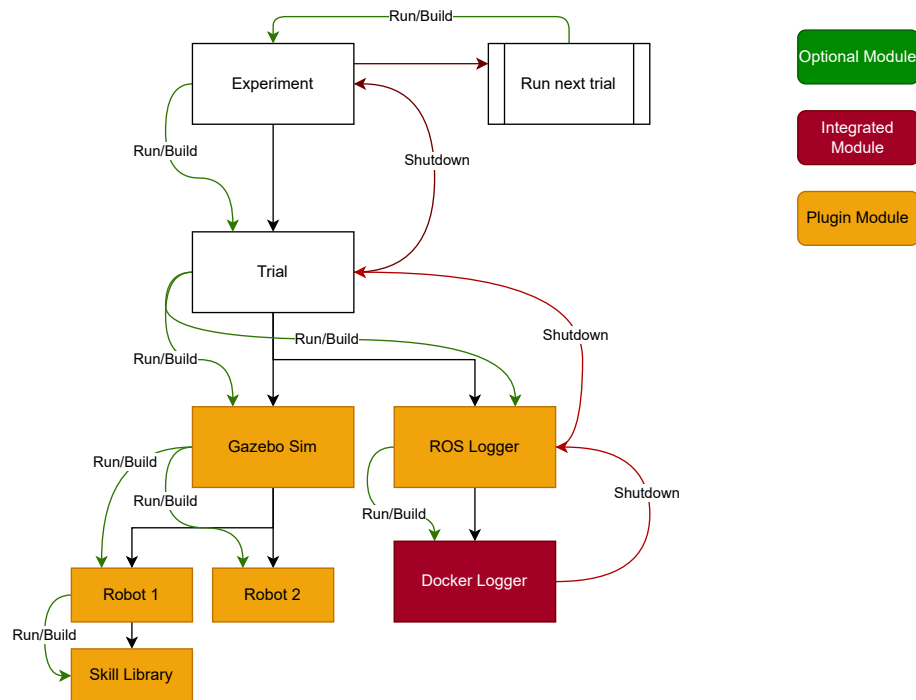 Run/Build
Experiment
Run next trial
Optional Module
Integrated
Module
Run/Build
Shutdown
Plugin Module
Trial
Run/Build
Run/Build
Shutdown
Gazebo Sim
ROS Logger
Run/Build
Run/Build
Shutdown
Run/Build
Docker Logger
Robot 1
Robot 2
Run/Build
Skill Library